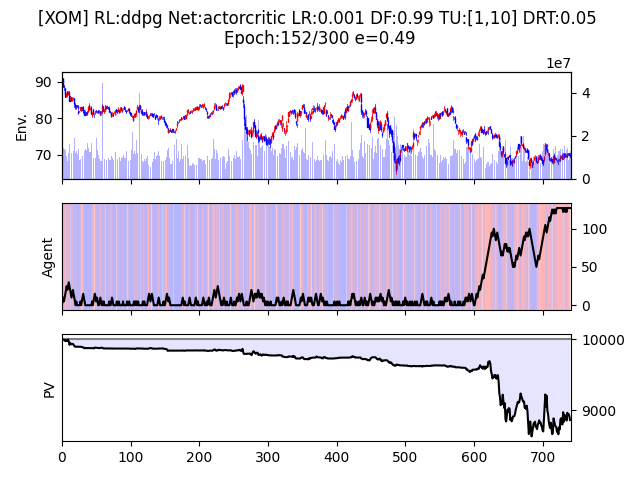 [XOM] RL:ddpg Net:actorcritic LR:0.001 DF:0.99 TU:[1,10] DRT:0.05
Epoch:152/300 e=0.49
1e7
90
80
70
Env.
4
2
0
Agent
100
50
0
PV
10000
9000
0 100 200 300 400 500 600 700